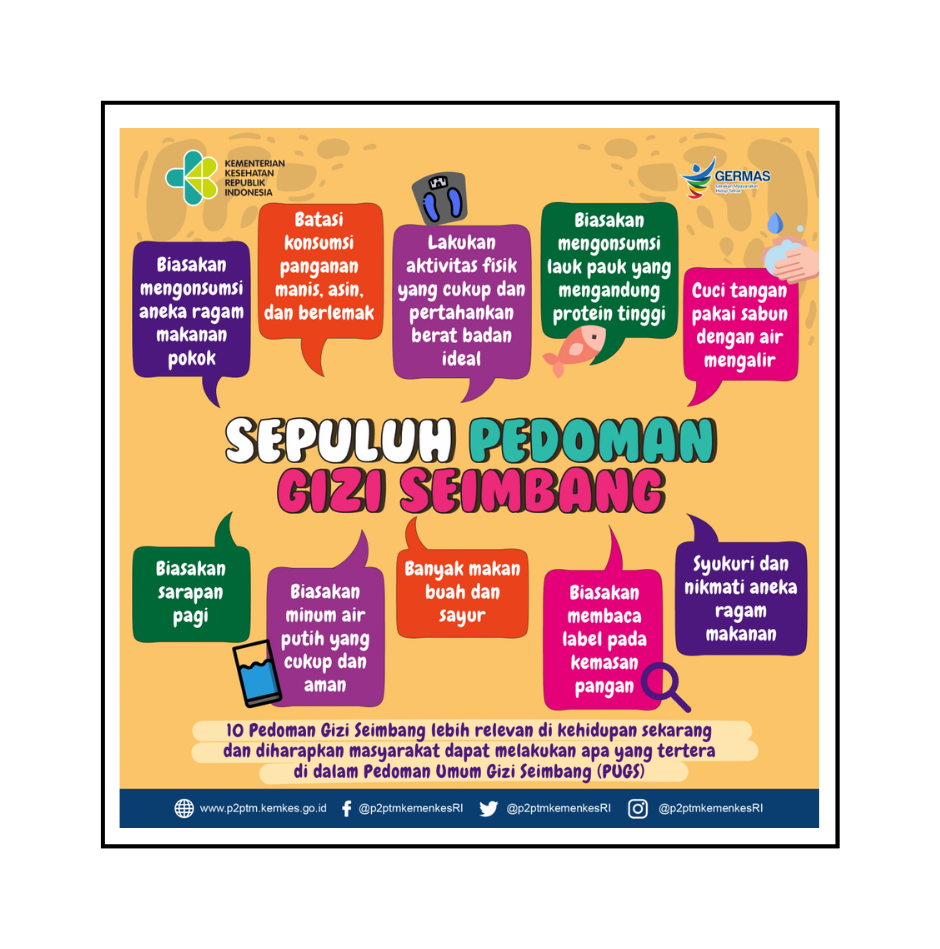 KEMENTERIAN
KESEHATAN
REPUBLIK
INDONESIA
GERMAS
Gerakan Masyarakat
Hidup Sehat
Biasakan
mengonsumsi
aneka ragam
makanan
pokok
Batasi
konsumsi
panganan
manis, asin,
dan berlemak
Lakukan
aktivitas fisik
yang cukup dan
pertahankan
berat badan
ideal
Biasakan
mengonsumsi
lauk pauk yang
mengandung
protein tinggi
Cuci tangan
pakai sabun
dengan air
mengalir
SEPULUH PEDOMAN
GIZI SEIMBANG
Biasakan
sarapan
pagi
Biasakan
minum air
putih yang
cukup dan
aman
Banyak makan
buah dan
sayur
Biasakan
membaca
label pada
kemasan
pangan
Syukuri dan
nikmati aneka
ragam
makanan
10 Pedoman Gizi Seimbang lebih relevan di kehidupan sekarang
dan diharapkan masyarakat dapat melakukan apa yang tertera
di dalam Pedoman Umum Gizi Seimbang (PUGS)
www.p2ptm.kemkes.go.id @p2ptmkemenkesRI @p2ptmkemenkesRI @p2ptmkemenkesRI